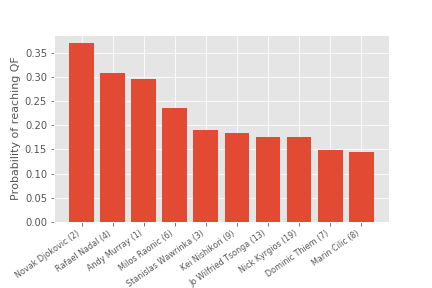 Probability of reaching QF
0.35
0.30
0.25
0.20
0.15
0.10
0.05
0.00
Novak Djokovic (2)
Rafael Nadal (4)
Andy Murray (1)
Milos Raonic (6)
Stanislas Wawrinka (3)
Kei Nishikori (9)
Jo Wilfried Tsonga (13)
Nick Kyrgios (19)
Dominic Thiem (7)
Marin Cilic (8)